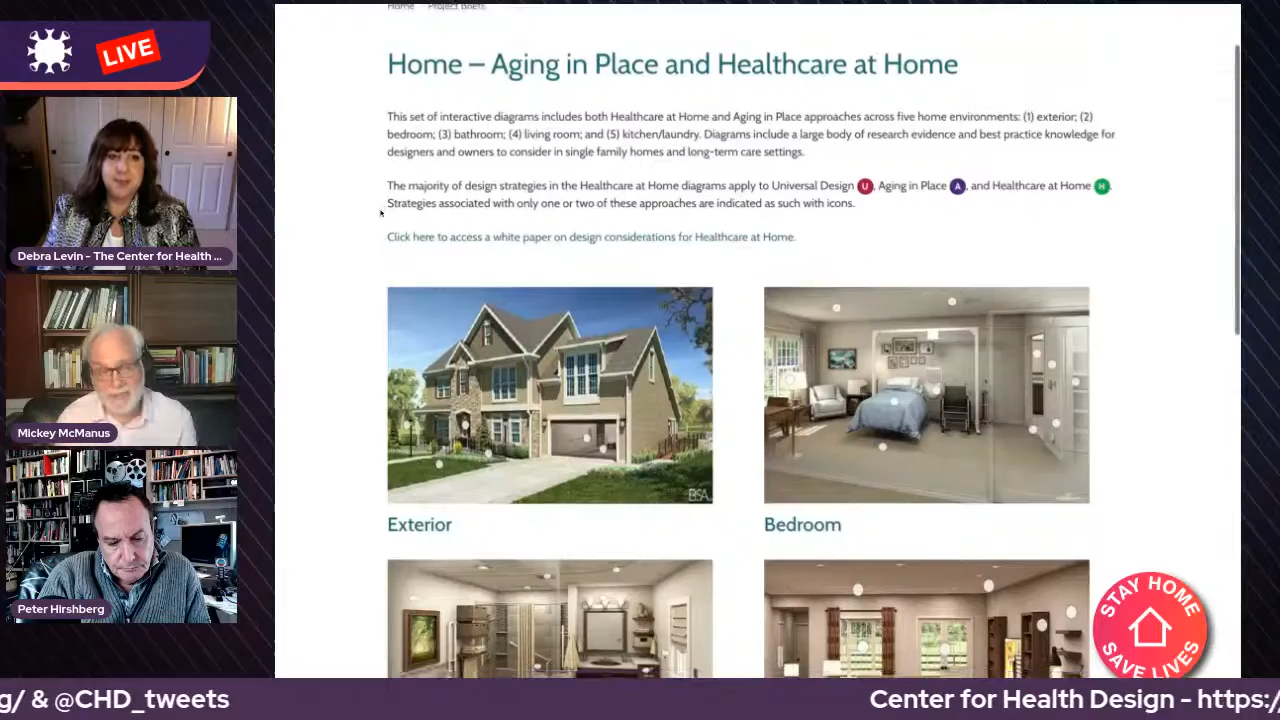 LIVE
Debra Levin - The Center for Health ...
Mickey McManus
Peter Hirshberg
Home Project Briefs
Home – Aging in Place and Healthcare at Home
This set of interactive diagrams includes both Healthcare at Home and Aging in Place approaches across five home environments: (1) exterior; (2)
bedroom; (3) bathroom; (4) living room; and (5) kitchen/laundry. Diagrams include a large body of research evidence and best practice knowledge for
designers and owners to consider in single family homes and long-term care settings.
The majority of design strategies in the Healthcare at Home diagrams apply to Universal Design U, Aging in Place A, and Healthcare at Home H.
Strategies associated with only one or two of these approaches are indicated as such with icons.
Click here to access a white paper on design considerations for Healthcare at Home.
BSA
Exterior
Bedroom
STAY HOME
SAVE LIVES
g/ & @CHD_tweets
Center for Health Design - https:/